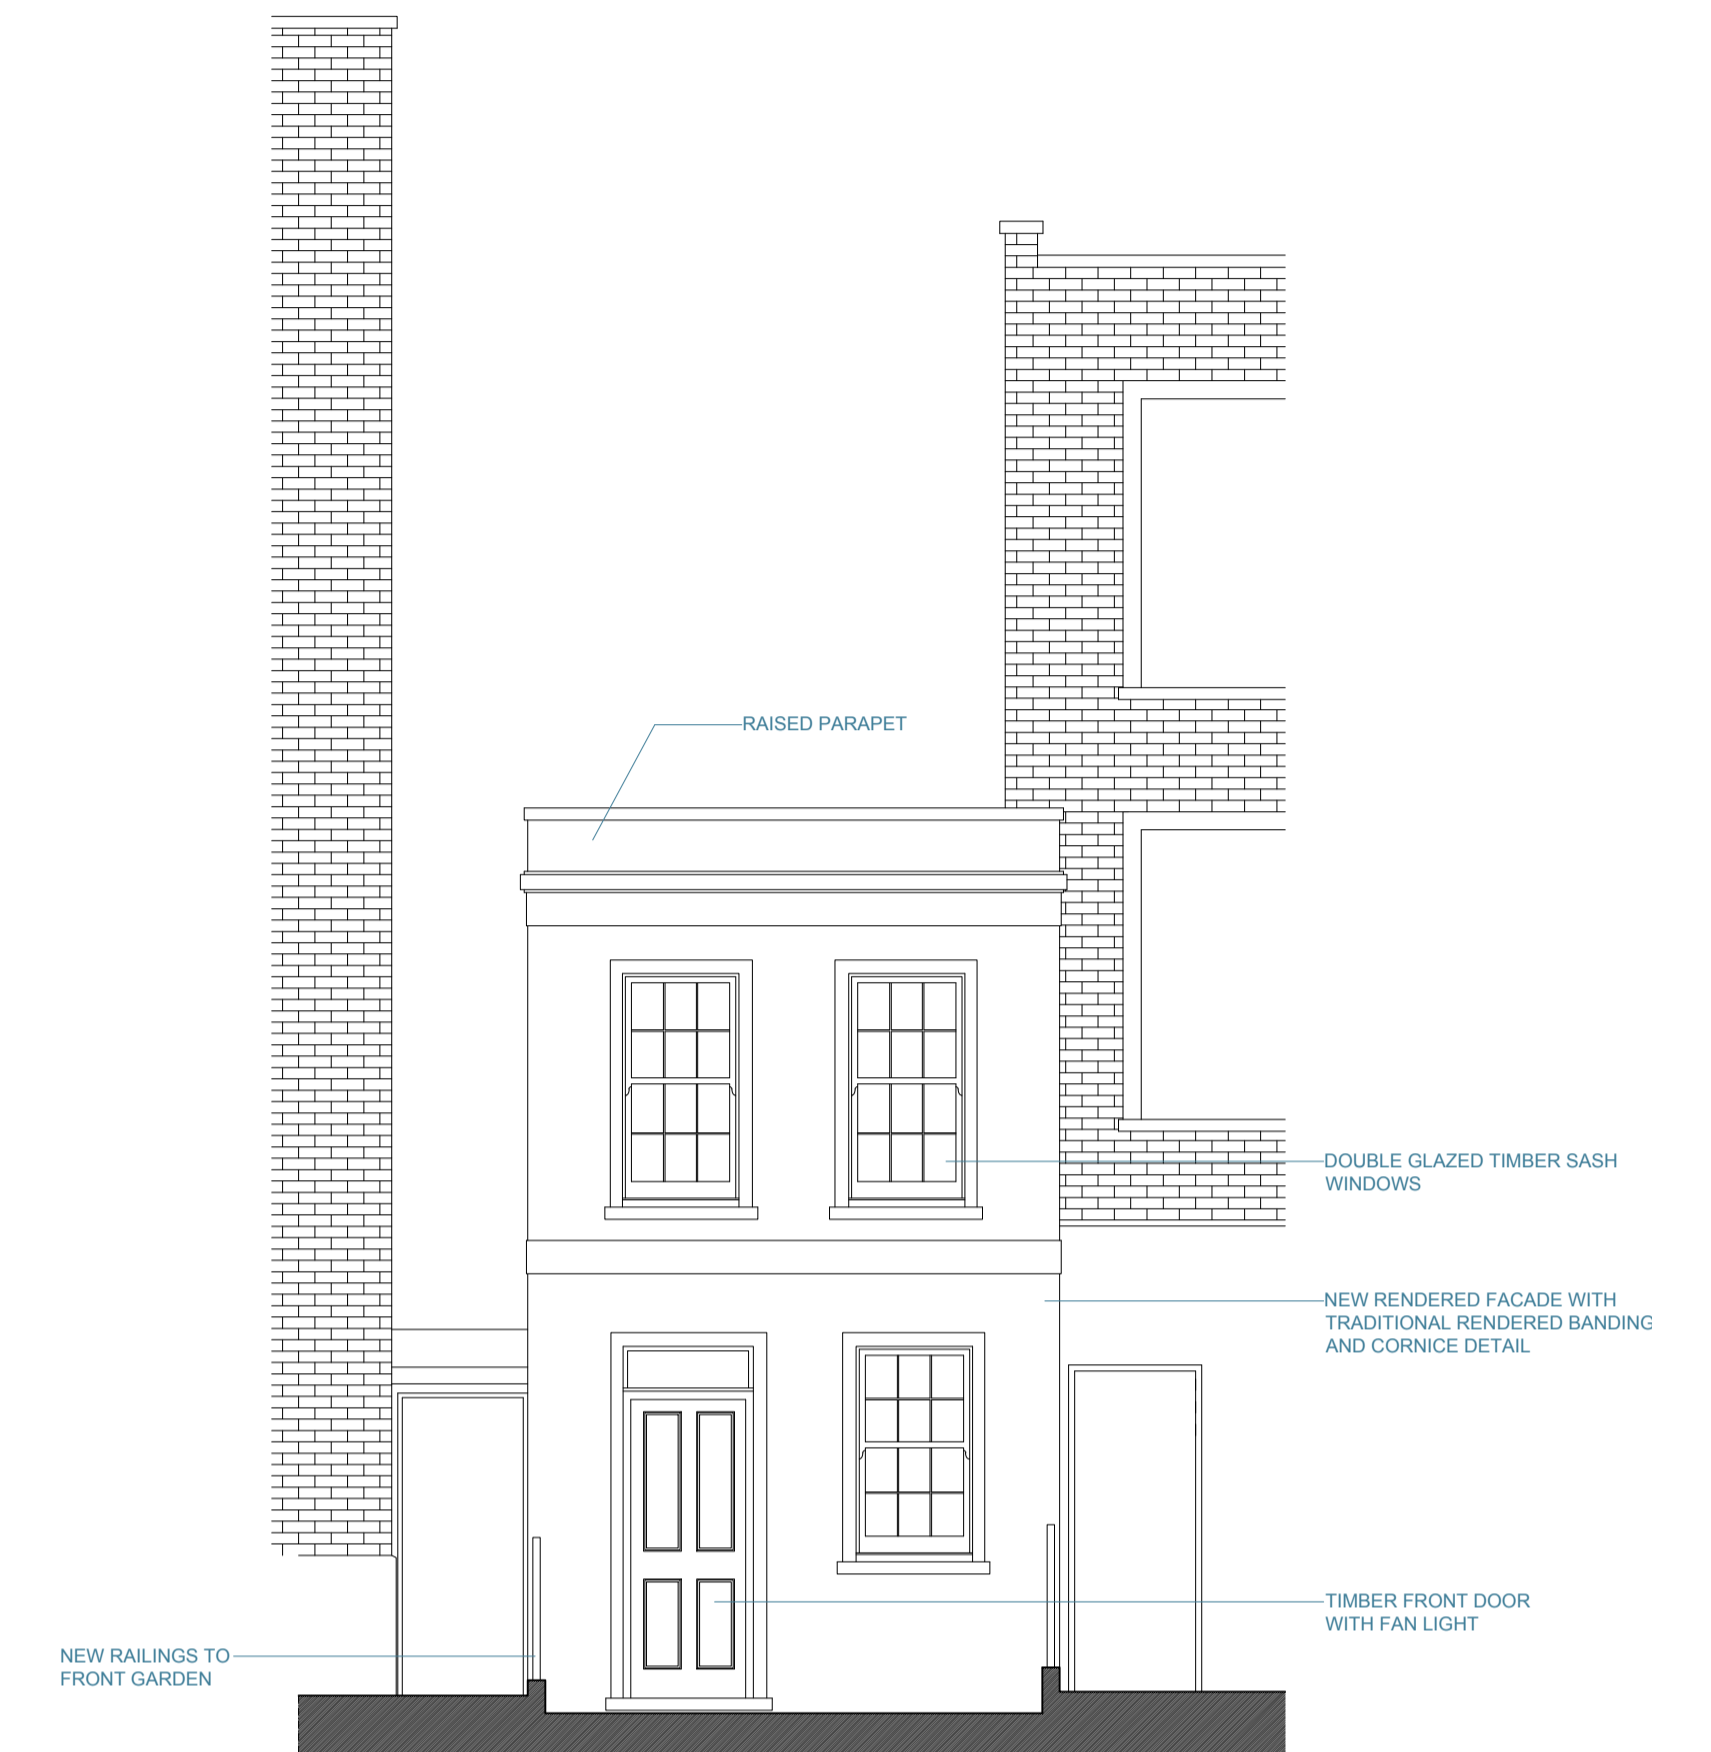 RAISED PARAPET
DOUBLE GLAZED TIMBER SASH
WINDOWS
NEW RENDERED FACADE WITH
TRADITIONAL RENDERED BANDING
AND CORNICE DETAIL
TIMBER FRONT DOOR
WITH FAN LIGHT
NEW RAILINGS TO
FRONT GARDEN